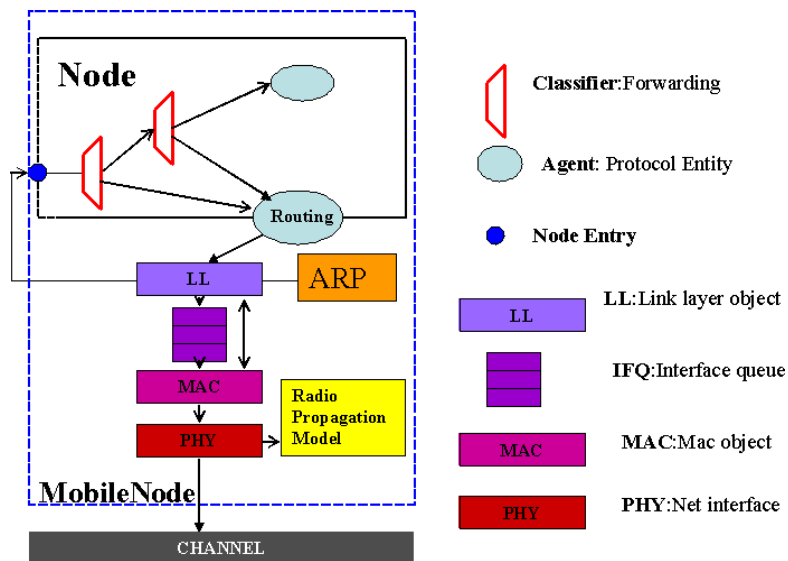 Node
Routing
LL
ARP
MAC
Radio
Propagation
Model
PHY
MobileNode
CHANNEL
Classifier:Forwarding
Agent: Protocol Entity
Node Entry
LL:Link layer object
LL
IFQ:Interface queue
MAC:Mac object
MAC
PHY:Net interface
PHY